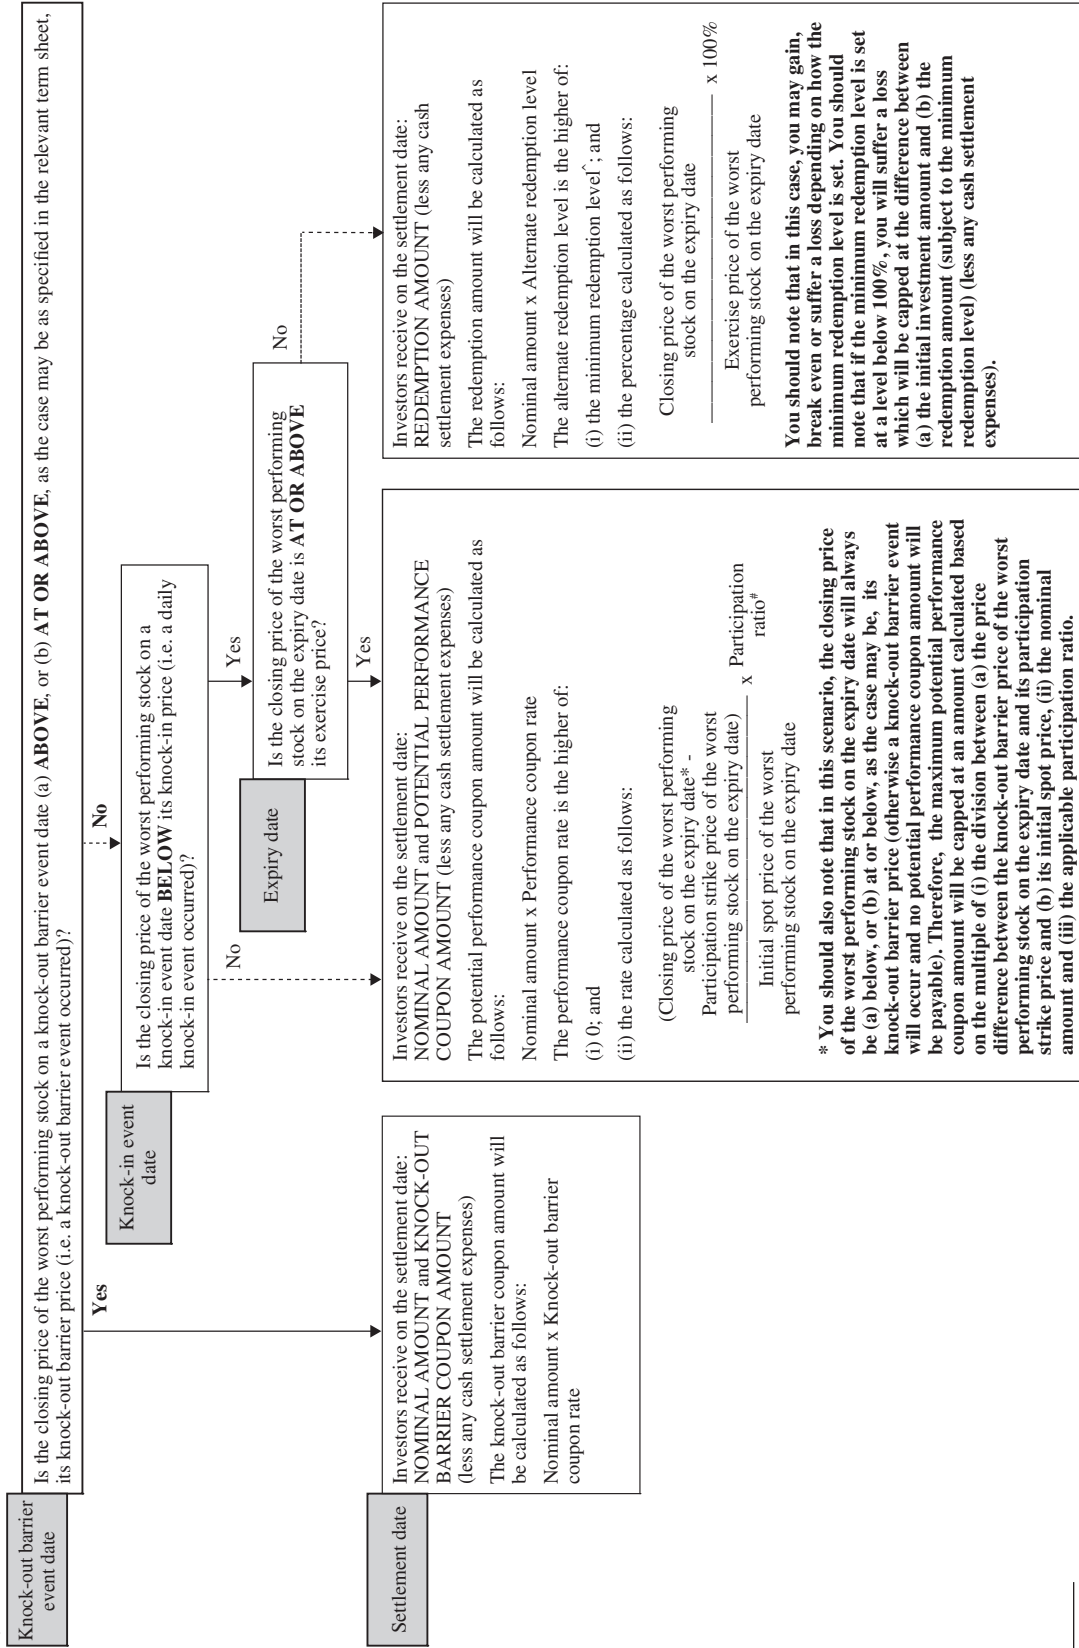 Knock-out barrier
event date
Is the closing price of the worst performing stock on a knock-out barrier event date (a) ABOVE, or (b) AT OR ABOVE, as the case may be as specified in the relevant term sheet,
its knock-out barrier price (i.e. a knock-out barrier event occurred)?
Yes
No
Knock-in event
date
Is the closing price of the worst performing stock on a
knock-in event date BELOW its knock-in price (i.e. a daily
knock-in event occurred)?
No
Yes
Expiry date
Is the closing price of the worst performing
stock on the expiry date is AT OR ABOVE
its exercise price?
Yes
No
Settlement date
Investors receive on the settlement date:
NOMINAL AMOUNT and KNOCK-OUT
BARRIER COUPON AMOUNT
(less any cash settlement expenses)
The knock-out barrier coupon amount will
be calculated as follows:
Nominal amount x Knock-out barrier
coupon rate
Investors receive on the settlement date:
NOMINAL AMOUNT and POTENTIAL PERFORMANCE
COUPON AMOUNT (less any cash settlement expenses)
The potential performance coupon amount will be calculated as
follows:
Nominal amount x Performance coupon rate
The performance coupon rate is the higher of:
(i) 0; and
(ii) the rate calculated as follows:
(Closing price of the worst performing
stock on the expiry date* -
Participation strike price of the worst
performing stock on the expiry date)
Initial spot price of the worst
performing stock on the expiry date
x Participation
ratio#
* You should also note that in this scenario, the closing price
of the worst performing stock on the expiry date will always
be (a) below, or (b) at or below, as the case may be, its
knock-out barrier price (otherwise a knock-out barrier event
will occur and no potential performance coupon amount will
be payable). Therefore, the maximum potential performance
coupon amount will be capped at an amount calculated based
on the multiple of (i) the division between (a) the price
difference between the knock-out barrier price of the worst
performing stock on the expiry date and its participation
strike price and (b) its initial spot price, (ii) the nominal
amount and (iii) the applicable participation ratio.
Investors receive on the settlement date:
REDEMPTION AMOUNT (less any cash
settlement expenses)
The redemption amount will be calculated as
follows:
Nominal amount x Alternate redemption level
The alternate redemption level is the higher of:
(i) the minimum redemption level^; and
(ii) the percentage calculated as follows:
Closing price of the worst performing
stock on the expiry date
Exercise price of the worst
performing stock on the expiry date
x 100%
You should note that in this case, you may gain,
break even or suffer a loss depending on how the
minimum redemption level is set. You should
note that if the minimum redemption level is set
at a level below 100%, you will suffer a loss
which will be capped at the difference between
(a) the initial investment amount and (b) the
redemption amount (subject to the minimum
redemption level) (less any cash settlement
expenses).